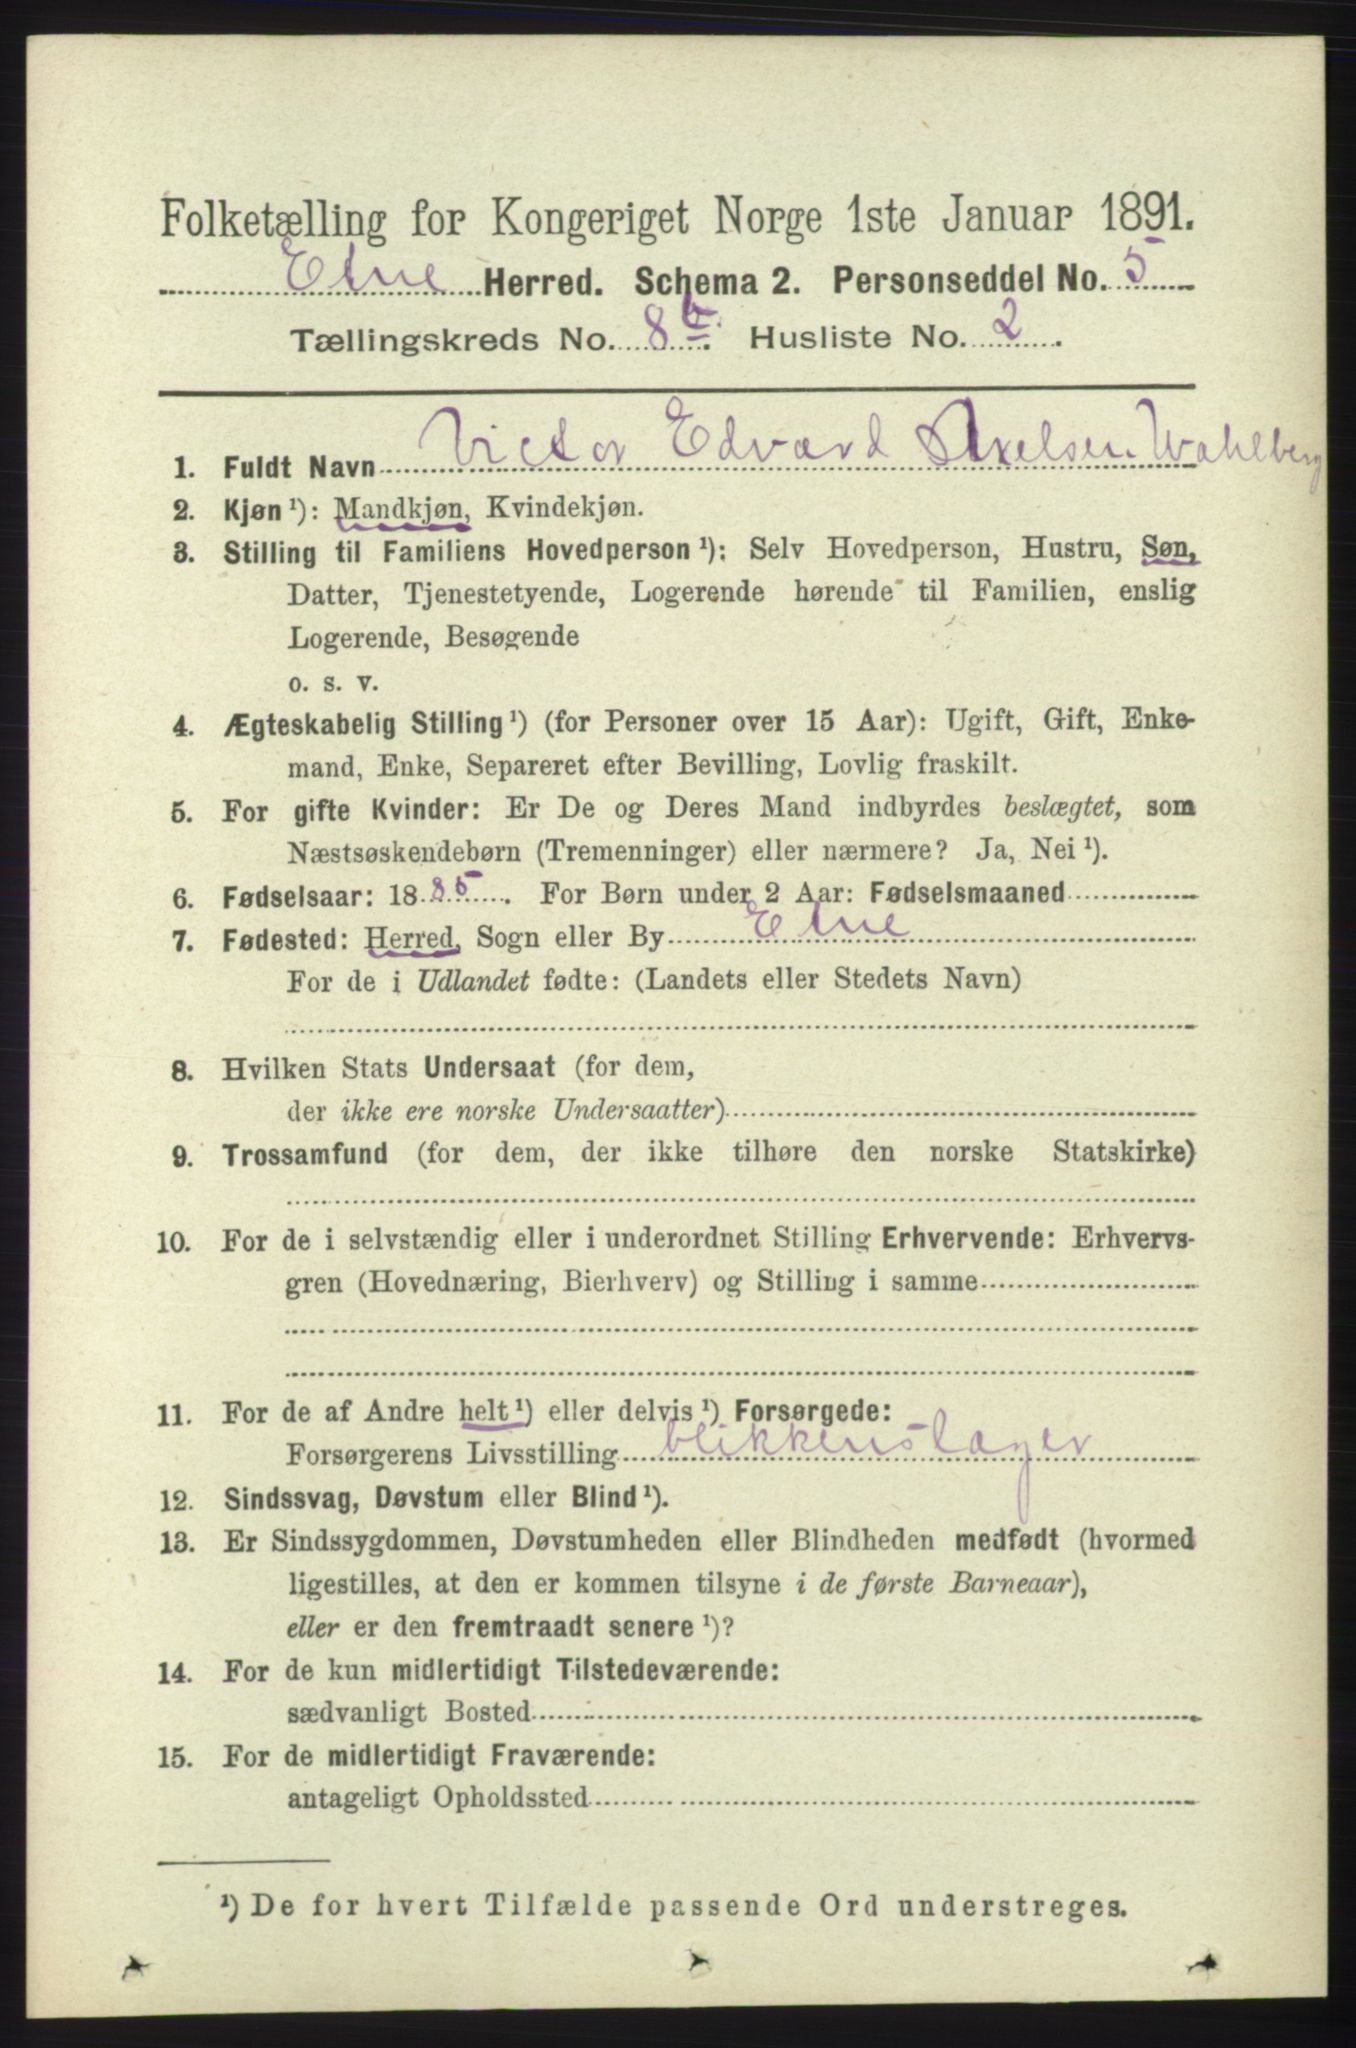 Folketælling for Kongeriget Norge 1ste Januar 1891.
Etne Herred. Schema 2. Personseddel No. 5
Tællingskreds No. 8b. Husliste No. 2.
1. Fuldt Navn Victor Edvard Axelsen Wahlberg
2. Kjøn ¹): Mandkjøn, Kvindekjøn.
3. Stilling til Familiens Hovedperson ¹): Selv Hovedperson, Hustru, Søn,
Datter, Tjenestetyende, Logerende hørende til Familien, enslig
Logerende, Besøgende
o. s. v.
4. Ægteskabelig Stilling ¹) (for Personer over 15 Aar): Ugift, Gift, Enke-
mand, Enke, Separeret efter Bevilling, Lovlig fraskilt.
5. For gifte Kvinder: Er De og Deres Mand indbyrdes beslægtet, som
Næstsøskendebørn (Tremenninger) eller nærmere? Ja, Nei ¹).
6. Fødselsaar: 1885. For Børn under 2 Aar: Fødselsmaaned
7. Fødested: Herred, Sogn eller By Etne
For de i Udlandet fødte: (Landets eller Stedets Navn)
8. Hvilken Stats Undersaat (for dem,
der ikke ere norske Undersaatter)
9. Trossamfund (for dem, der ikke tilhøre den norske Statskirke)
10. For de i selvstændig eller i underordnet Stilling Erhvervende: Erhvervs-
gren (Hovednæring, Bierhverv) og Stilling i samme
11. For de af Andre helt ¹) eller delvis ¹) Forsørgede:
Forsørgerens Livsstilling blikkenslager
12. Sindssvag, Døvstum eller Blind ¹).
13. Er Sindssygdommen, Døvstumheden eller Blindheden medfødt (hvormed
ligestilles, at den er kommen tilsyne i de første Barneaar),
eller er den fremtraadt senere ¹)?
14. For de kun midlertidigt Tilstedeværende:
sædvanligt Bosted
15. For de midlertidigt Fraværende:
antageligt Opholdssted
¹) De for hvert Tilfælde passende Ord understreges.